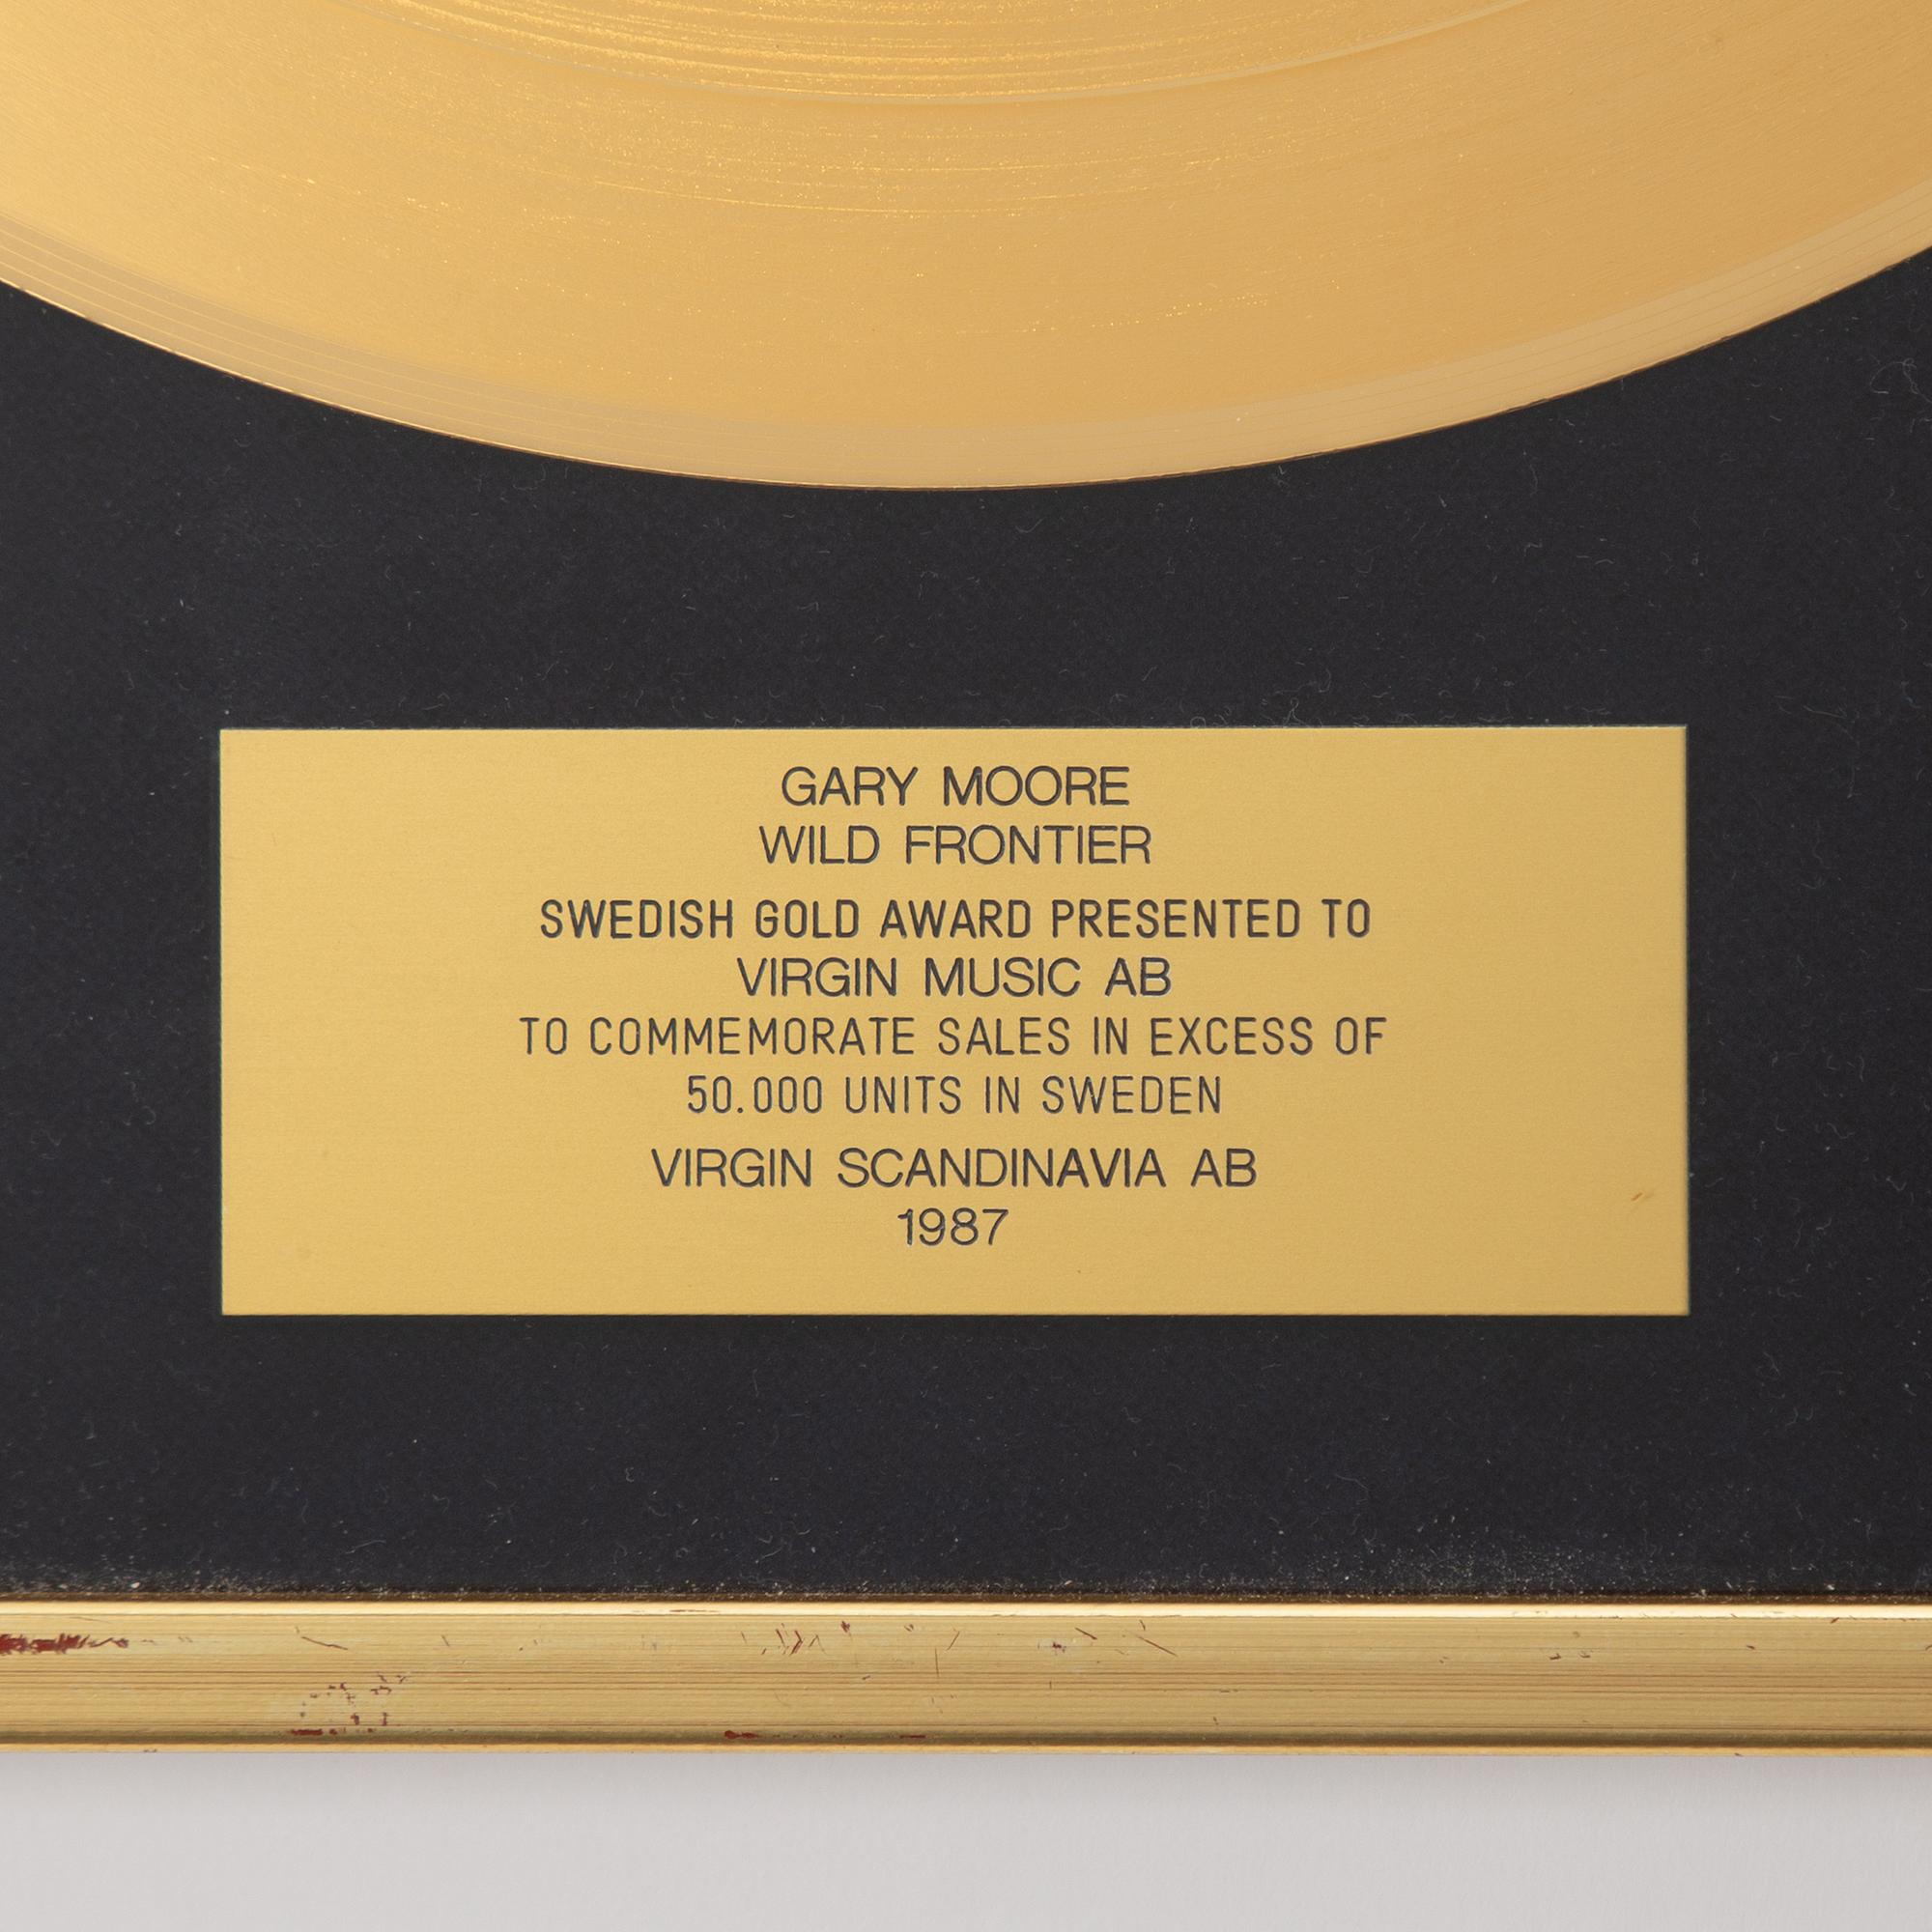 GARY MOORE
WILD FRONTIER
SWEDISH GOLD AWARD PRESENTED TO
VIRGIN MUSIC AB
TO COMMEMORATE SALES IN EXCESS OF
50.000 UNITS IN SWEDEN
VIRGIN SCANDINAVIA AB
1987